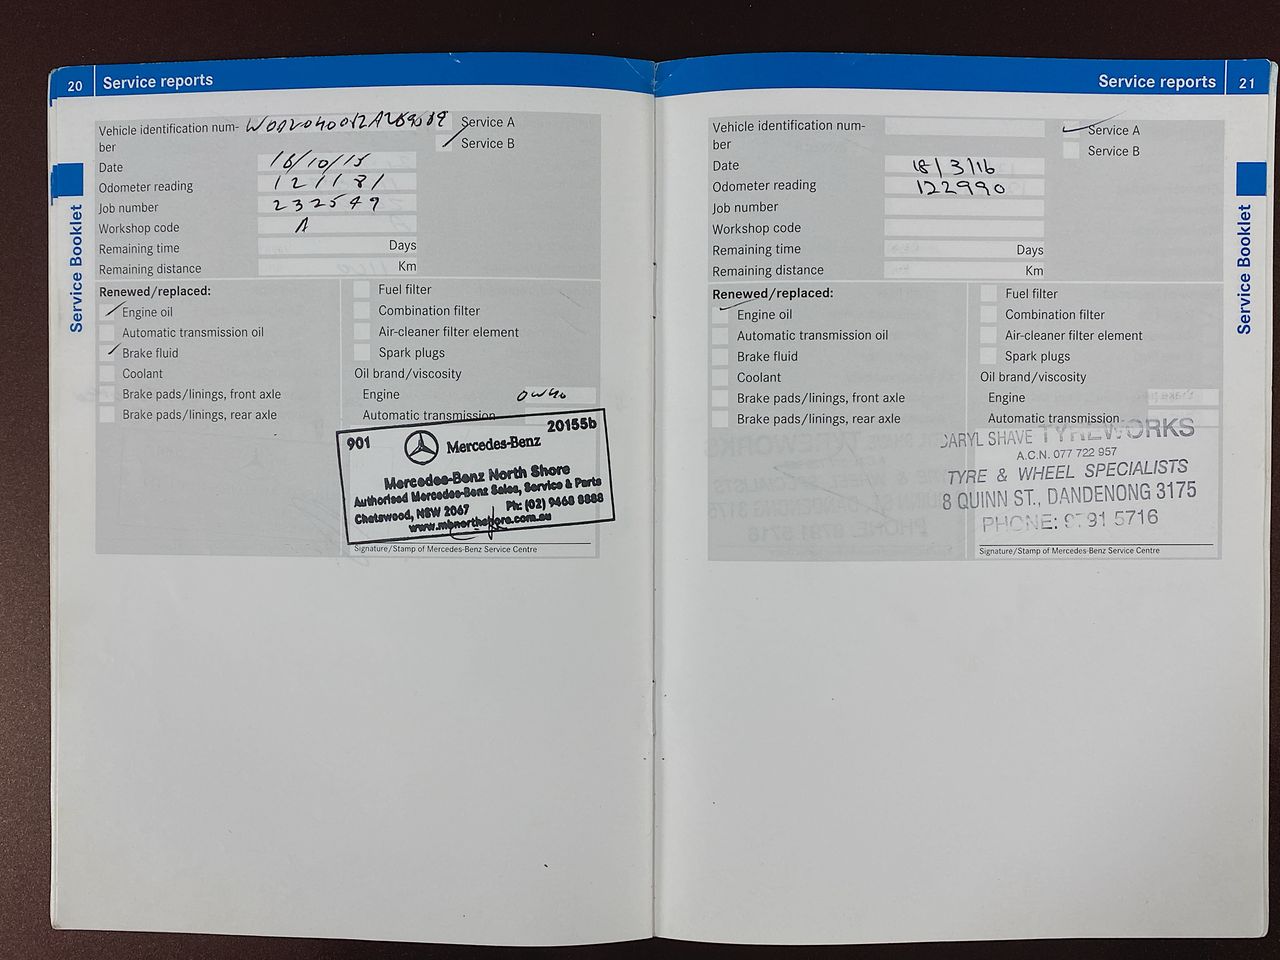 20 Service reports
Vehicle identification num-
ber
Service A
Service B
Date 16/10/15
Odometer reading 121181
Job number 232549
Workshop code A
Remaining time Days
Remaining distance Km
Renewed/replaced:
Engine oil
Automatic transmission oil
Brake fluid
Coolant
Brake pads/linings, front axle
Brake pads/linings, rear axle
Fuel filter
Combination filter
Air-cleaner filter element
Spark plugs
Oil brand/viscosity
Engine 0W40
Automatic transmission
901 Mercedes-Benz 20155b
Mercedes-Benz North Shore
Authorised Mercedes-Benz Sales, Service & Parts
Chatswood, NSW 2067 Ph: (02) 9468 8888
www.mbnorthshore.com.au
Signature/Stamp of Mercedes-Benz Service Centre
Service Booklet
Service reports 21
Vehicle identification num-
ber
Service A
Service B
Date 18/3/16
Odometer reading 122990
Job number
Workshop code
Remaining time Days
Remaining distance Km
Renewed/replaced:
Engine oil
Automatic transmission oil
Brake fluid
Coolant
Brake pads/linings, front axle
Brake pads/linings, rear axle
Fuel filter
Combination filter
Air-cleaner filter element
Spark plugs
Oil brand/viscosity
Engine
Automatic transmission
DARYL SHAVE TYREWORKS
A.C.N. 077 722 957
TYRE & WHEEL SPECIALISTS
8 QUINN ST., DANDENONG 3175
PHONE: 9791 5716
Signature/Stamp of Mercedes-Benz Service Centre
Service Booklet